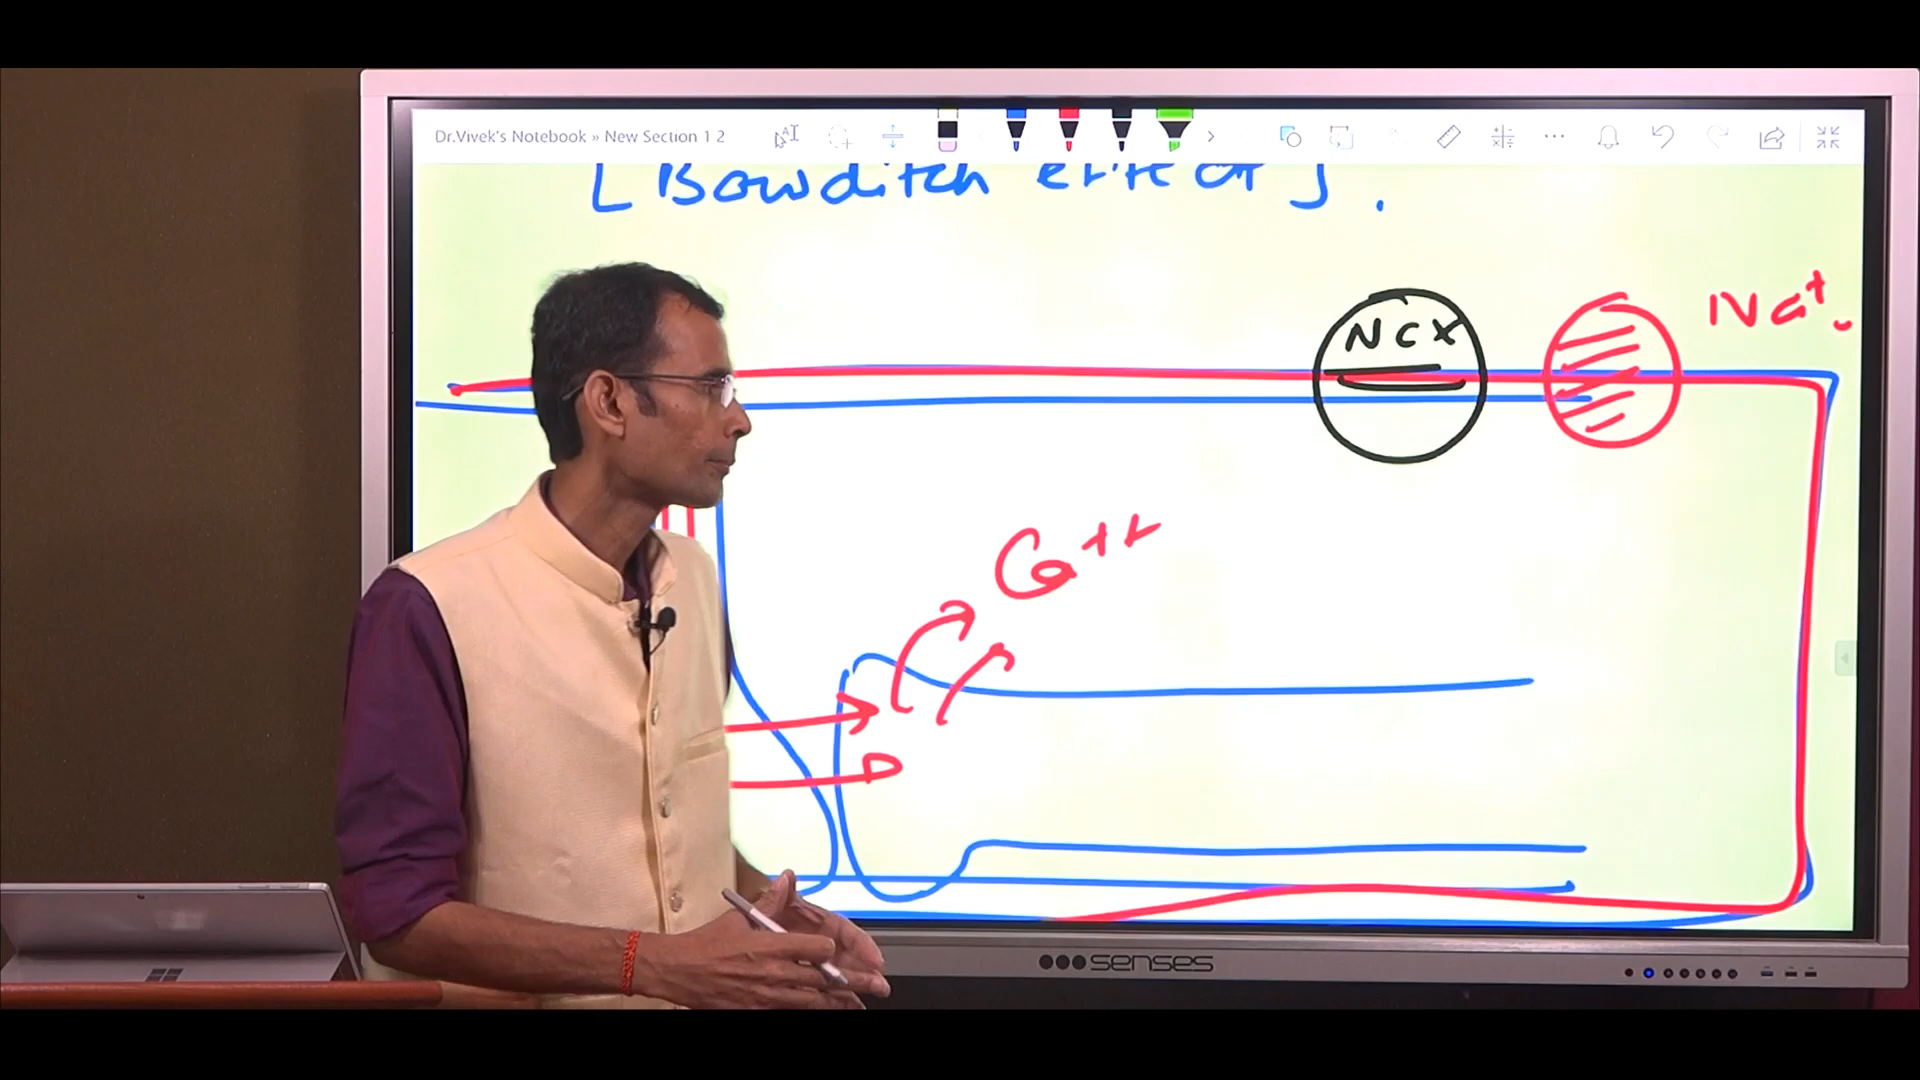 Dr.Vivek's Notebook » New Section 1 2
[Bowditch effect].
NCX
Na+
Ca++
senses